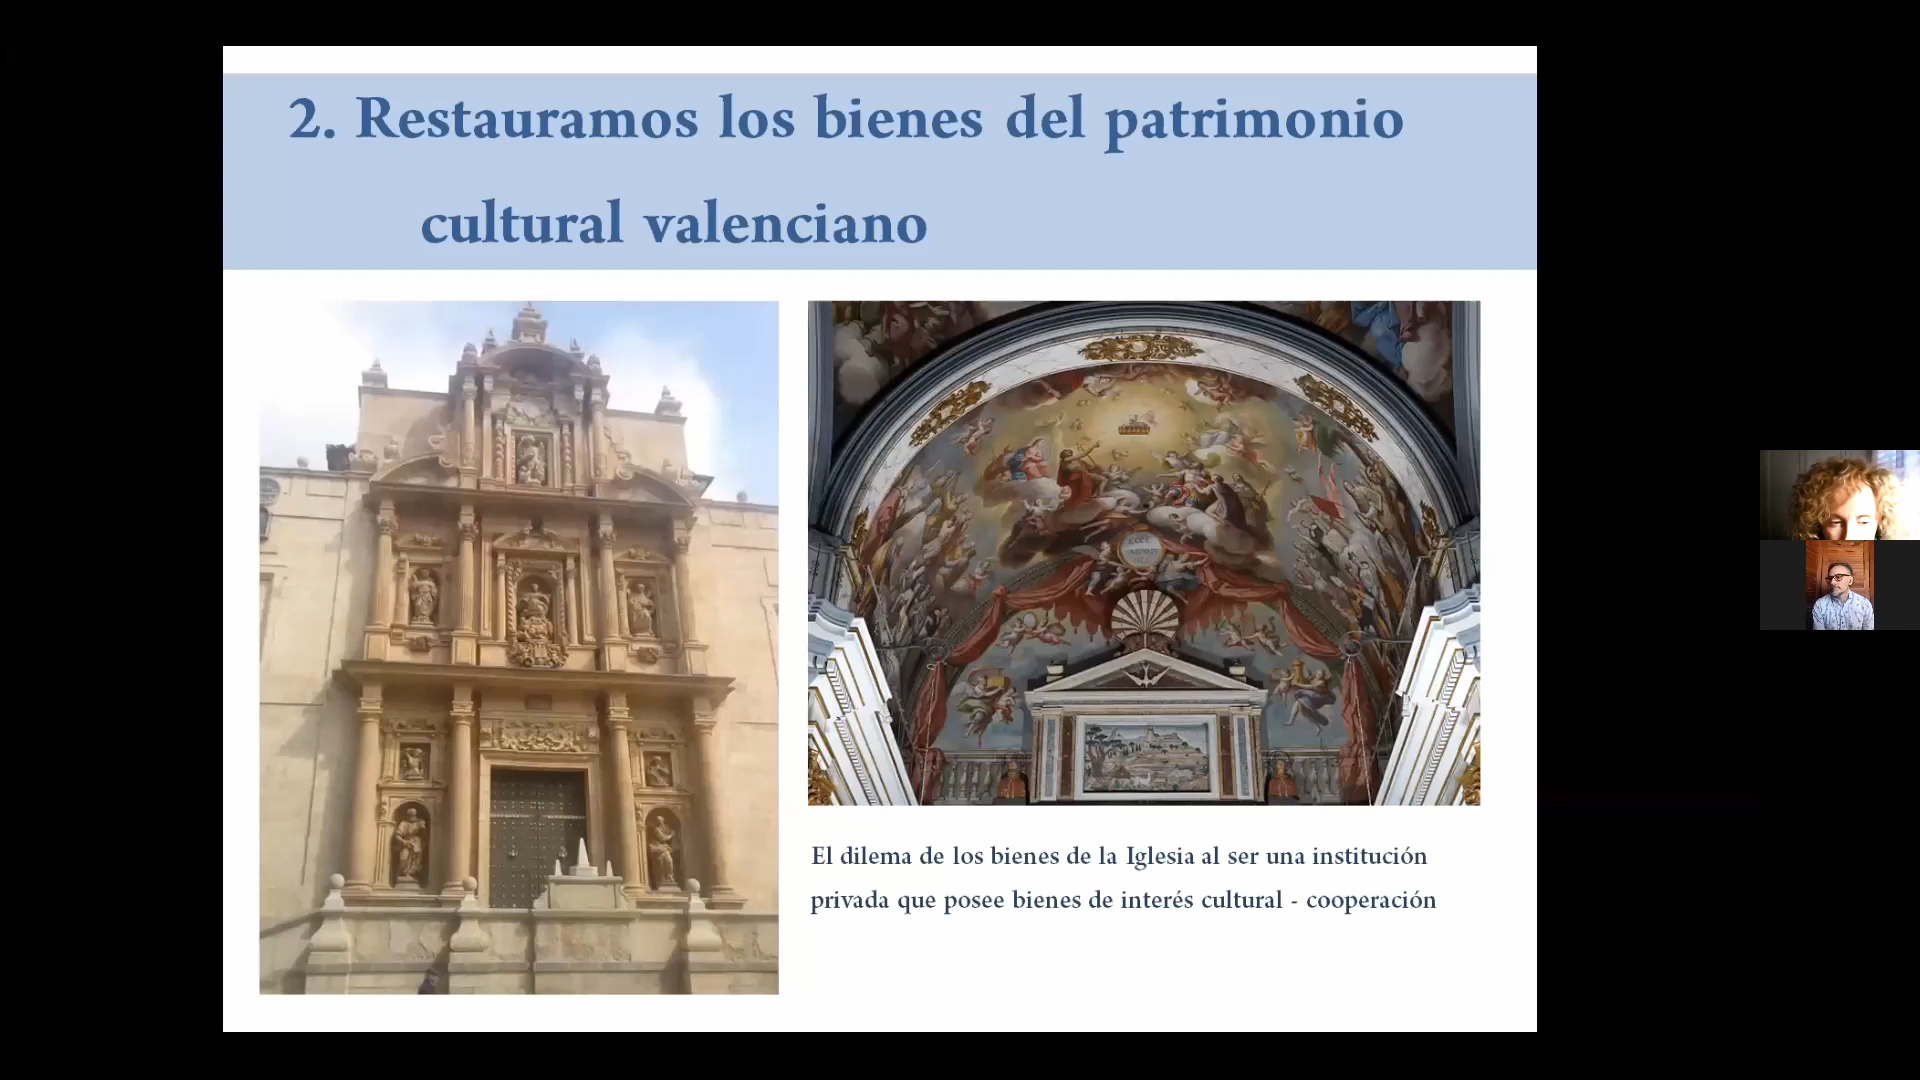 2. Restauramos los bienes del patrimonio
cultural valenciano
El dilema de los bienes de la Iglesia al ser una institución
privada que posee bienes de interés cultural - cooperación